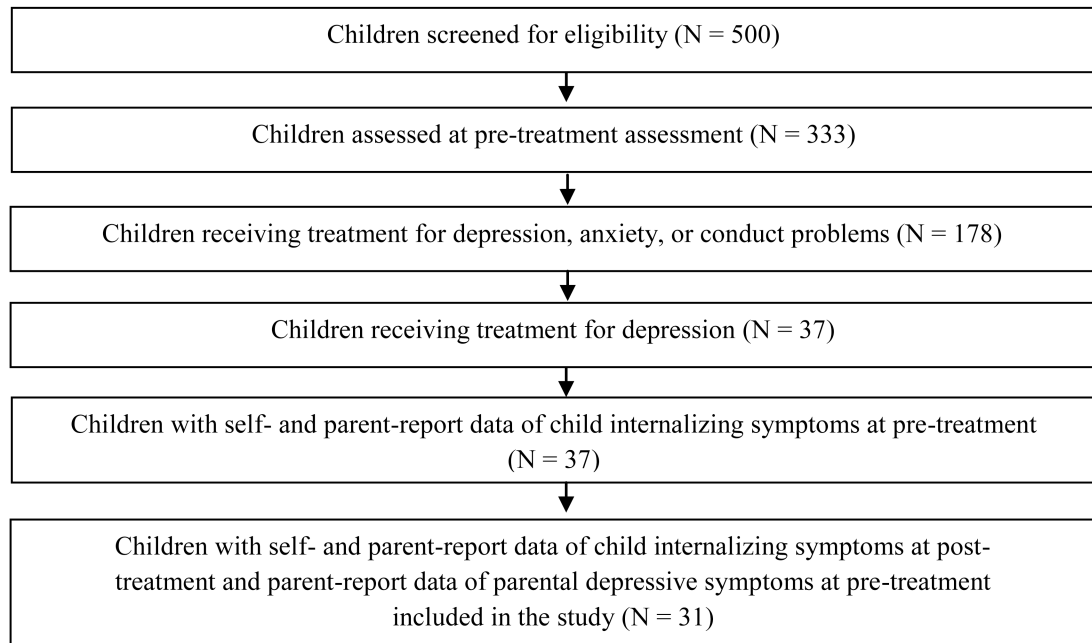 Children screened for eligibility (N = 500)
Children assessed at pre-treatment assessment (N = 333)
Children receiving treatment for depression, anxiety, or conduct problems (N = 178)
Children receiving treatment for depression (N = 37)
Children with self- and parent-report data of child internalizing symptoms at pre-treatment
(N = 37)
Children with self- and parent-report data of child internalizing symptoms at post-
treatment and parent-report data of parental depressive symptoms at pre-treatment
included in the study (N = 31)